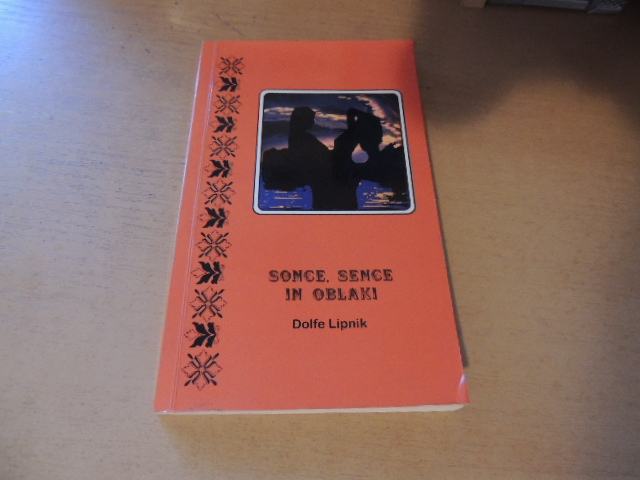 SONCE, SENCE
IN OBLAKI
Dolfe Lipnik